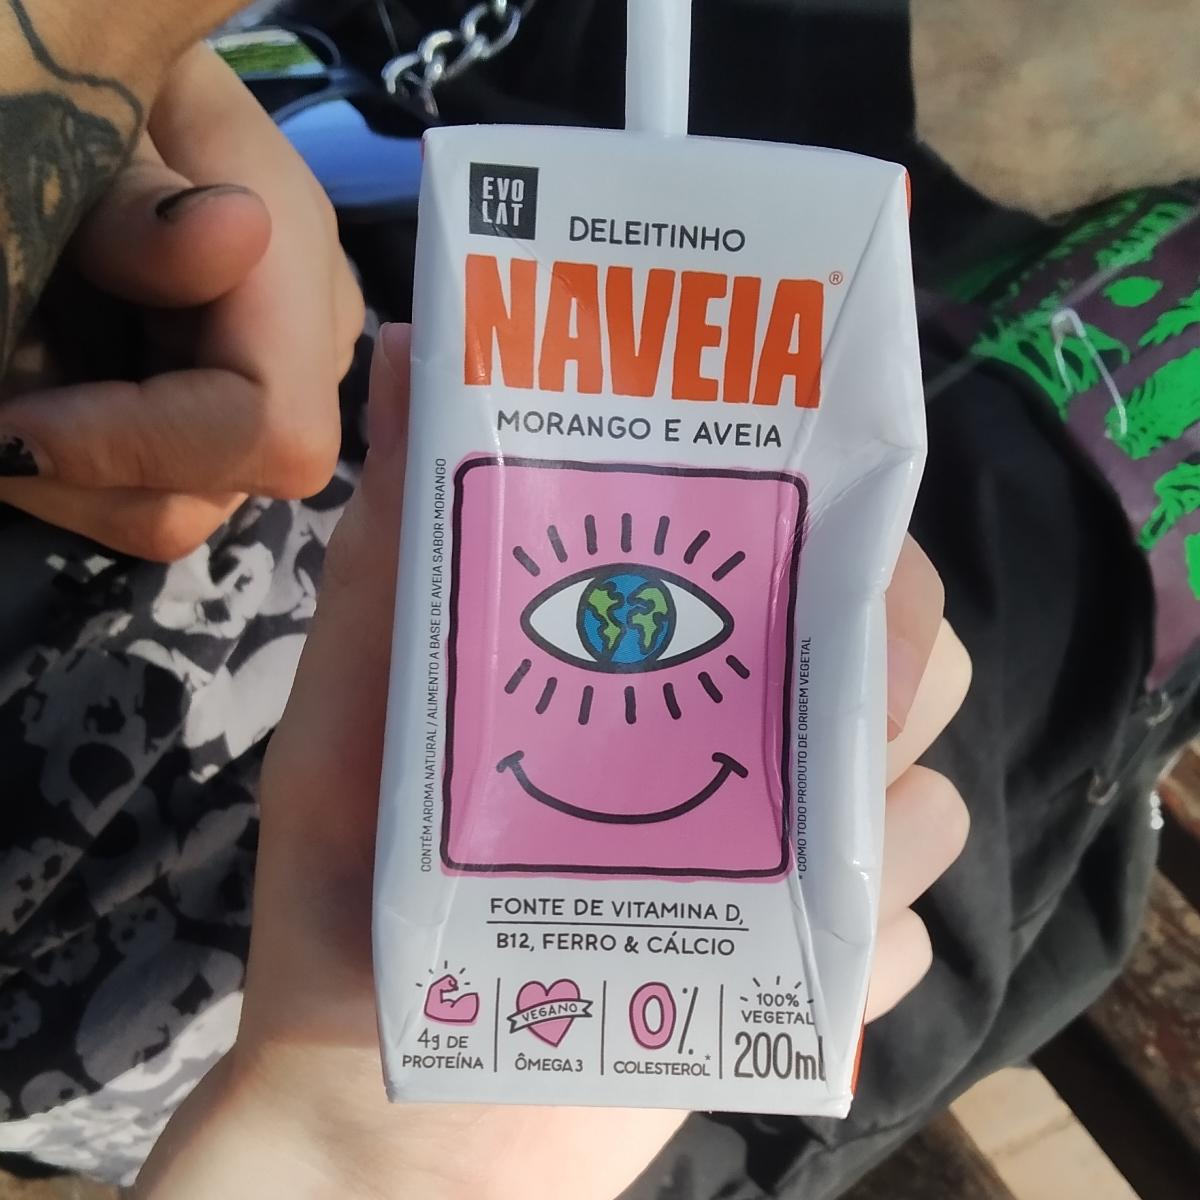 EVO
LAT
DELEITINHO
NAVEIA®
MORANGO E AVEIA
CONTÉM AROMA NATURAL / ALIMENTO A BASE DE AVEIA SABOR MORANGO
* COMO TODO PRODUTO DE ORIGEM VEGETAL
FONTE DE VITAMINA D,
B12, FERRO & CÁLCIO
4g DE
PROTEÍNA
VEGANO
ÔMEGA 3
0%
COLESTEROL*
100%
VEGETAL
200ml